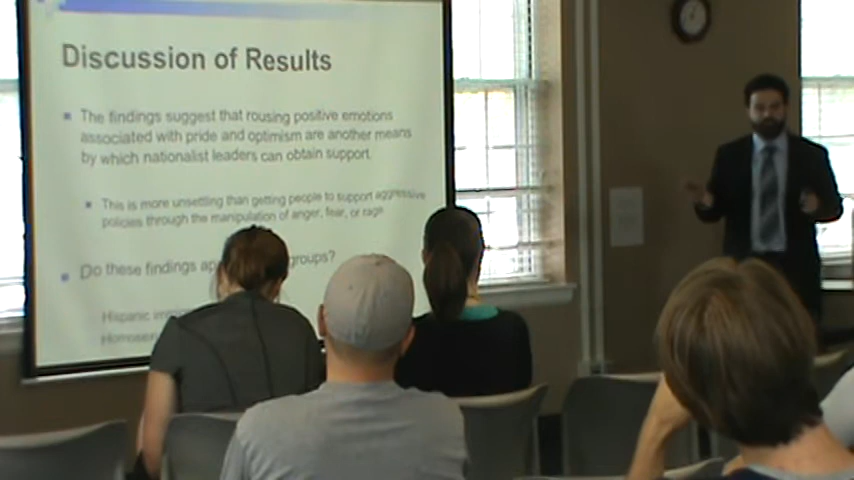 Discussion of Results
The findings suggest that rousing positive emotions
associated with pride and optimism are another means
by which nationalist leaders can obtain support.
This is more unsettling than getting people to support aggressive
policies through the manipulation of anger, fear, or rage
Do these findings groups?
Hispanic